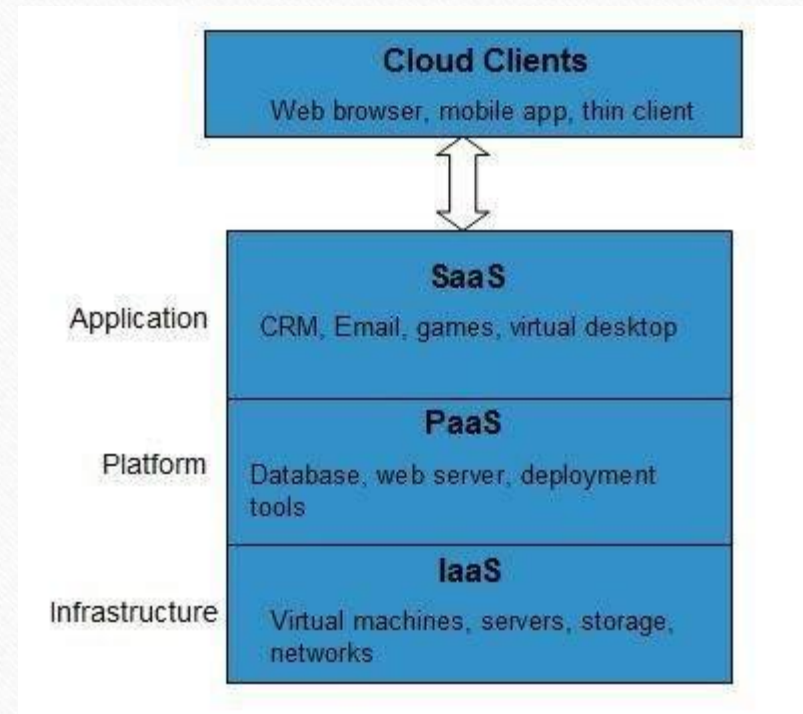 Cloud Clients
Web browser, mobile app, thin client
SaaS
Application
CRM, Email, games, virtual desktop
PaaS
Platform
Database, web server, deployment
tools
IaaS
Infrastructure
Virtual machines, servers, storage,
networks